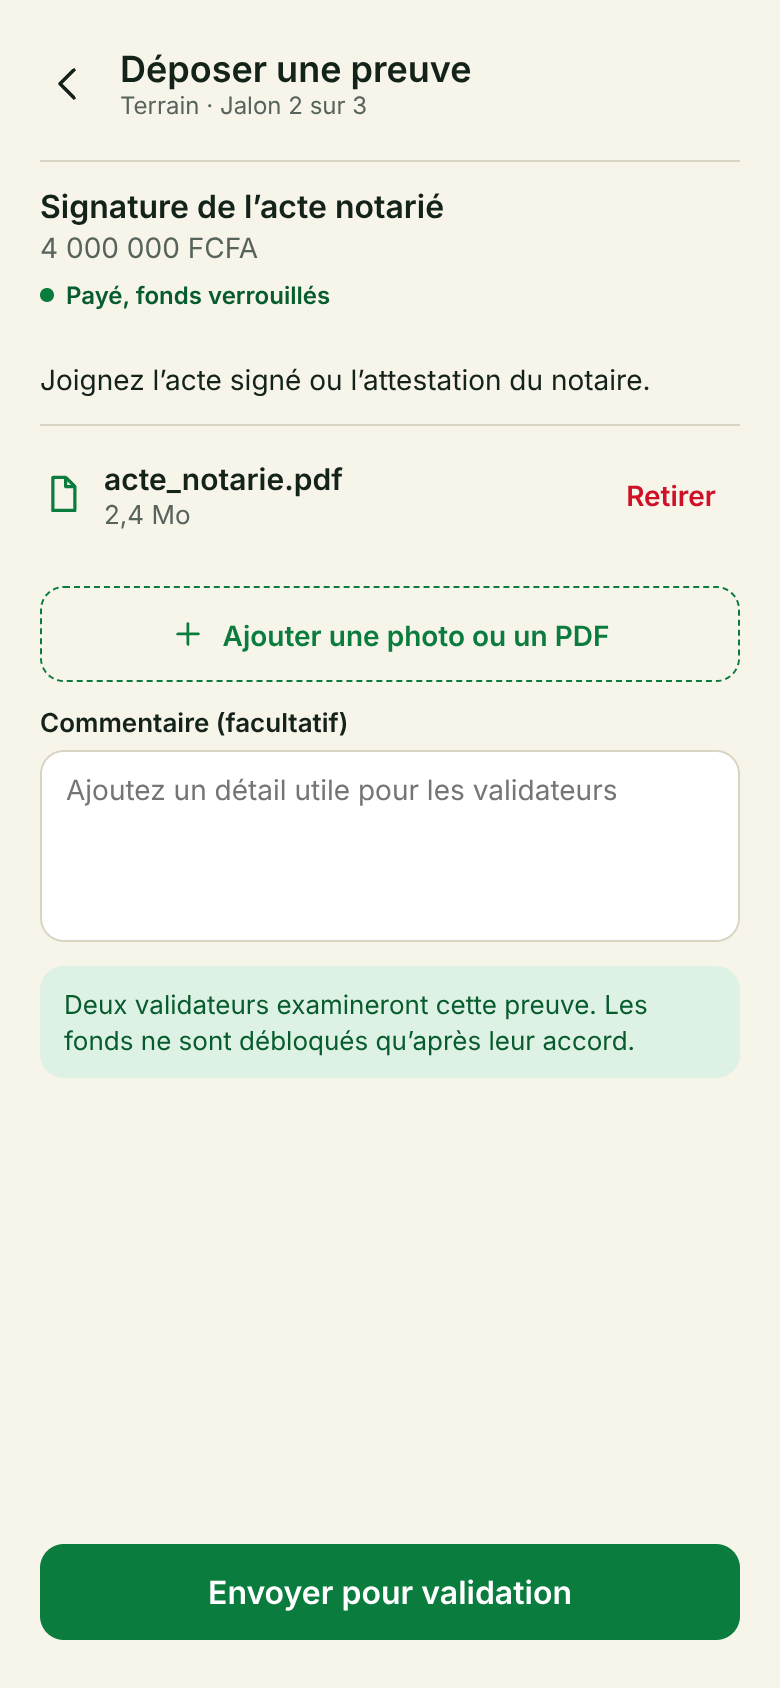 Déposer une preuve
Terrain · Jalon 2 sur 3
Signature de l’acte notarié
4 000 000 FCFA
Payé, fonds verrouillés
Joignez l’acte signé ou l’attestation du notaire.
acte_notarie.pdf
2,4 Mo
Retirer
+ Ajouter une photo ou un PDF
Commentaire (facultatif)
Ajoutez un détail utile pour les validateurs
Deux validateurs examineront cette preuve. Les
fonds ne sont débloqués qu’après leur accord.
Envoyer pour validation